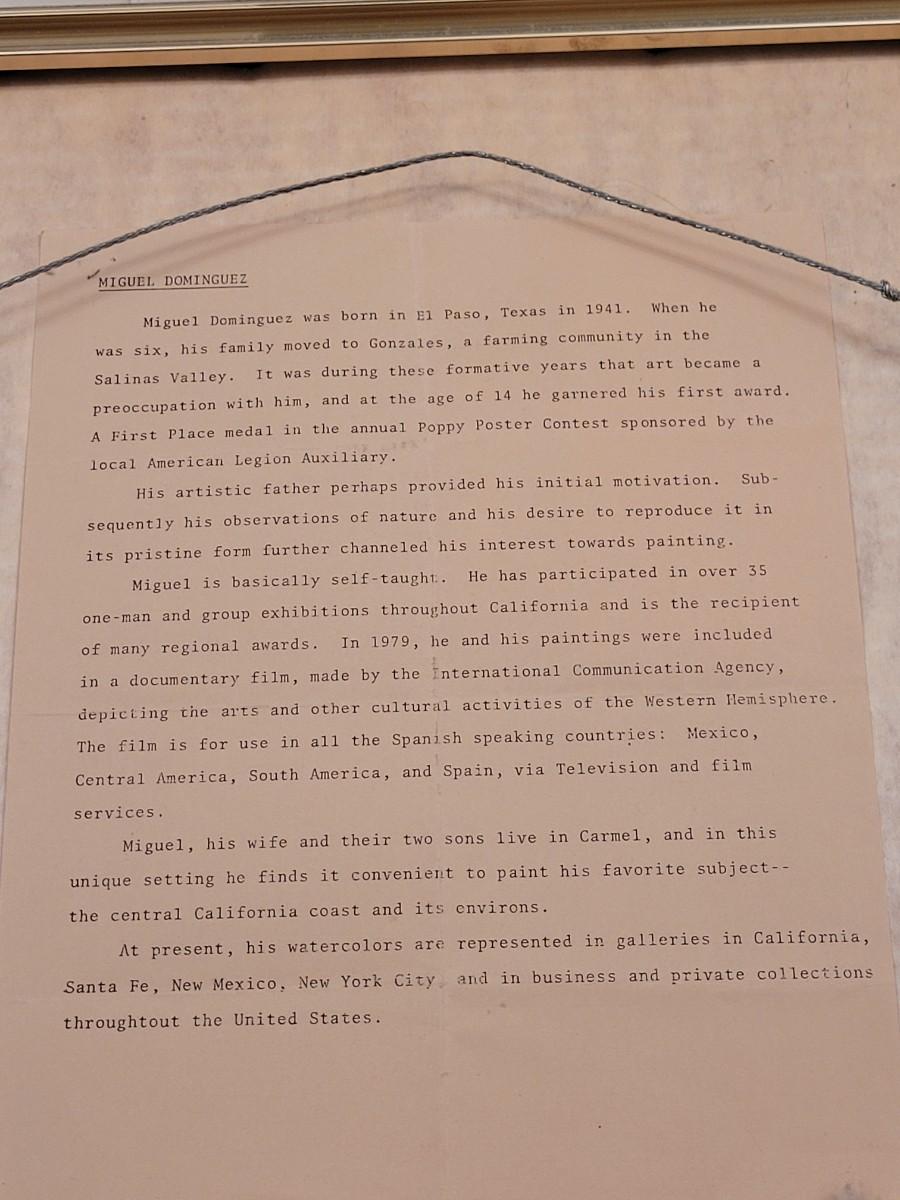 MIGUEL DOMINGUEZ
Miguel Dominguez was born in El Paso, Texas in 1941. When he
was six, his family moved to Gonzales, a farming community in the
Salinas Valley. It was during these formative years that art became a
preoccupation with him, and at the age of 14 he garnered his first award.
A First Place medal in the annual Poppy Poster Contest sponsored by the
local American Legion Auxiliary.
His artistic father perhaps provided his initial motivation. Sub-
sequently his observations of nature and his desire to reproduce it in
its pristine form further channeled his interest towards painting.
Miguel is basically self-taught. He has participated in over 35
one-man and group exhibitions throughout California and is the recipient
of many regional awards. In 1979, he and his paintings were included
in a documentary film, made by the International Communication Agency,
depicting the arts and other cultural activities of the Western Hemisphere.
The film is for use in all the Spanish speaking countries: Mexico,
Central America, South America, and Spain, via Television and film
services.
Miguel, his wife and their two sons live in Carmel, and in this
unique setting he finds it convenient to paint his favorite subject--
the central California coast and its environs.
At present, his watercolors are represented in galleries in California,
Santa Fe, New Mexico, New York City and in business and private collections
throughtout the United States.